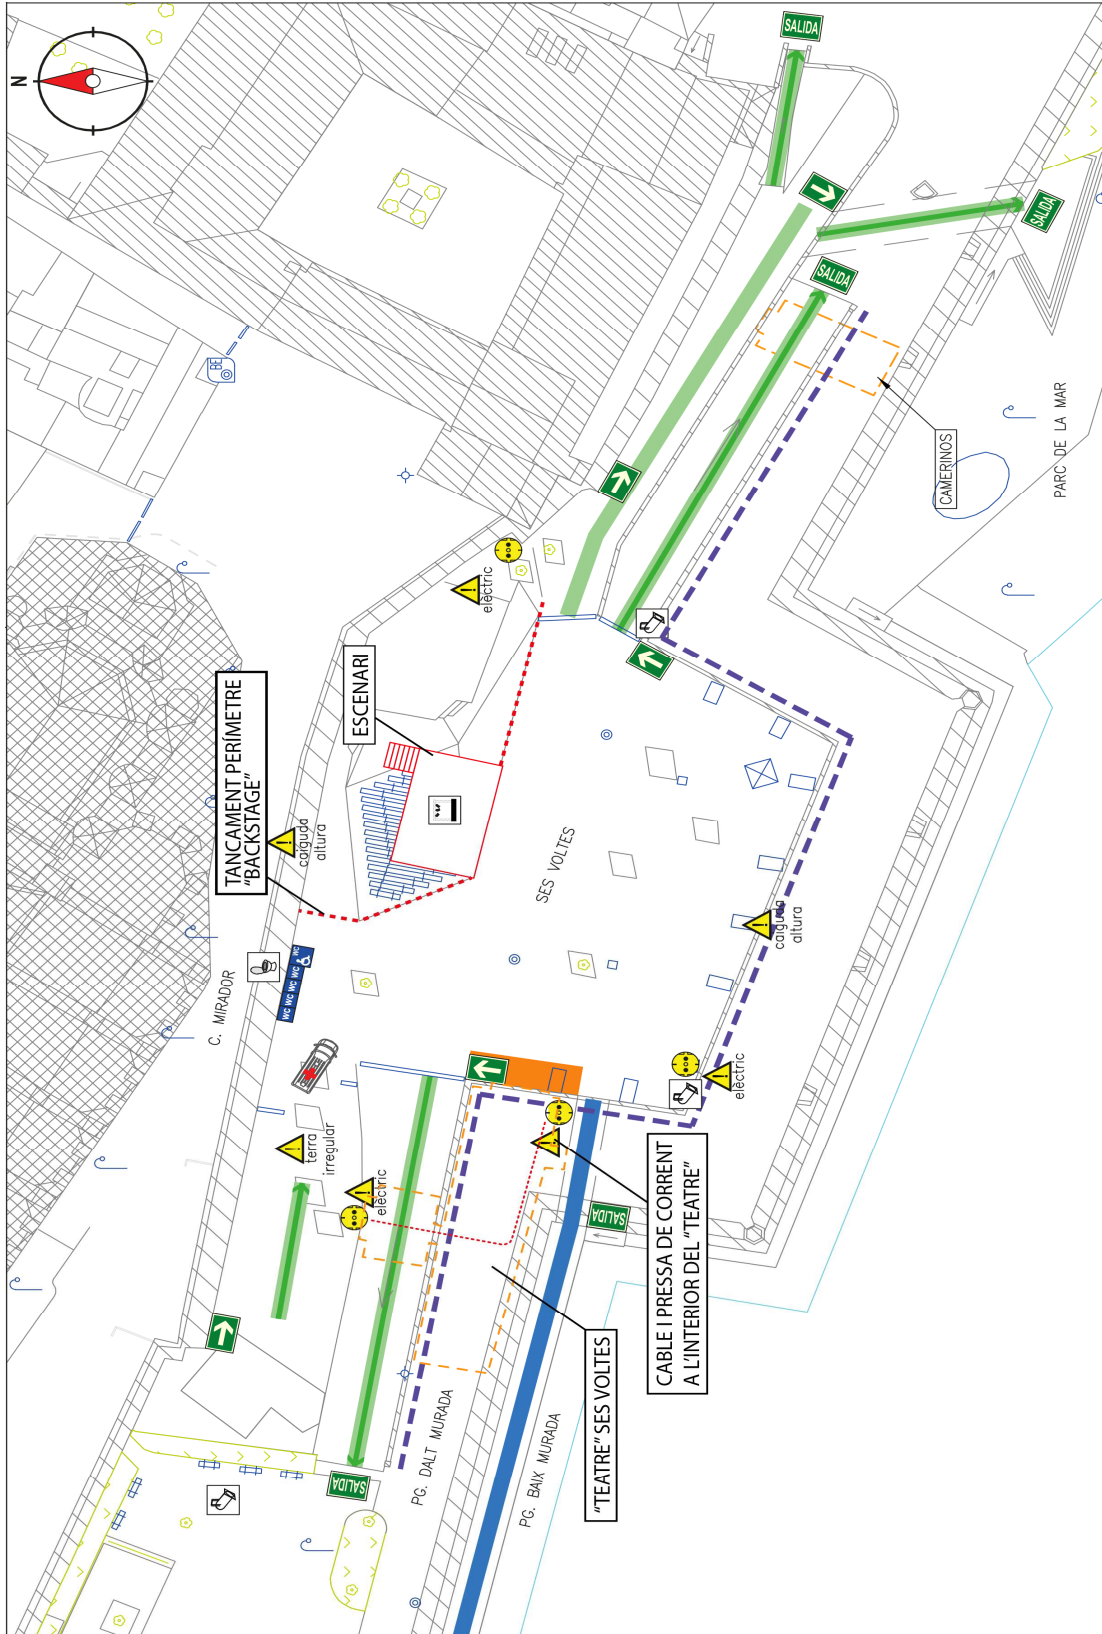 N
SALIDA
SALIDA
SALIDA
BE
CAMERINOS
PARC DE LA MAR
elèctric
ESCENARI
TANCAMENT PERÍMETRE
"BACKSTAGE"
caiguda
altura
SES VOLTES
C. MIRADOR
WC WC WC WC
caiguda
altura
elèctric
terra
irregular
elèctric
SALIDA
CABLE I PRESSA DE CORRENT
A L'INTERIOR DEL "TEATRE"
"TEATRE" SES VOLTES
PG. DALT MURADA
PG. BAIX MURADA
SALIDA